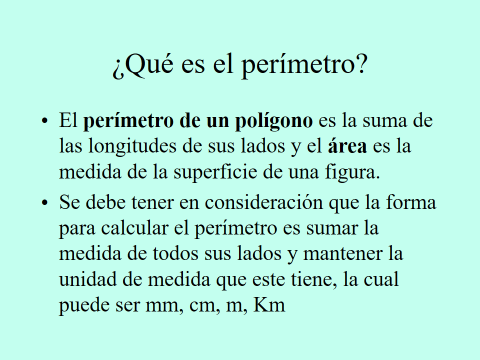 ¿Qué es el perímetro?
• El perímetro de un polígono es la suma de
las longitudes de sus lados y el área es la
medida de la superficie de una figura.
• Se debe tener en consideración que la forma
para calcular el perímetro es sumar la
medida de todos sus lados y mantener la
unidad de medida que este tiene, la cual
puede ser mm, cm, m, Km